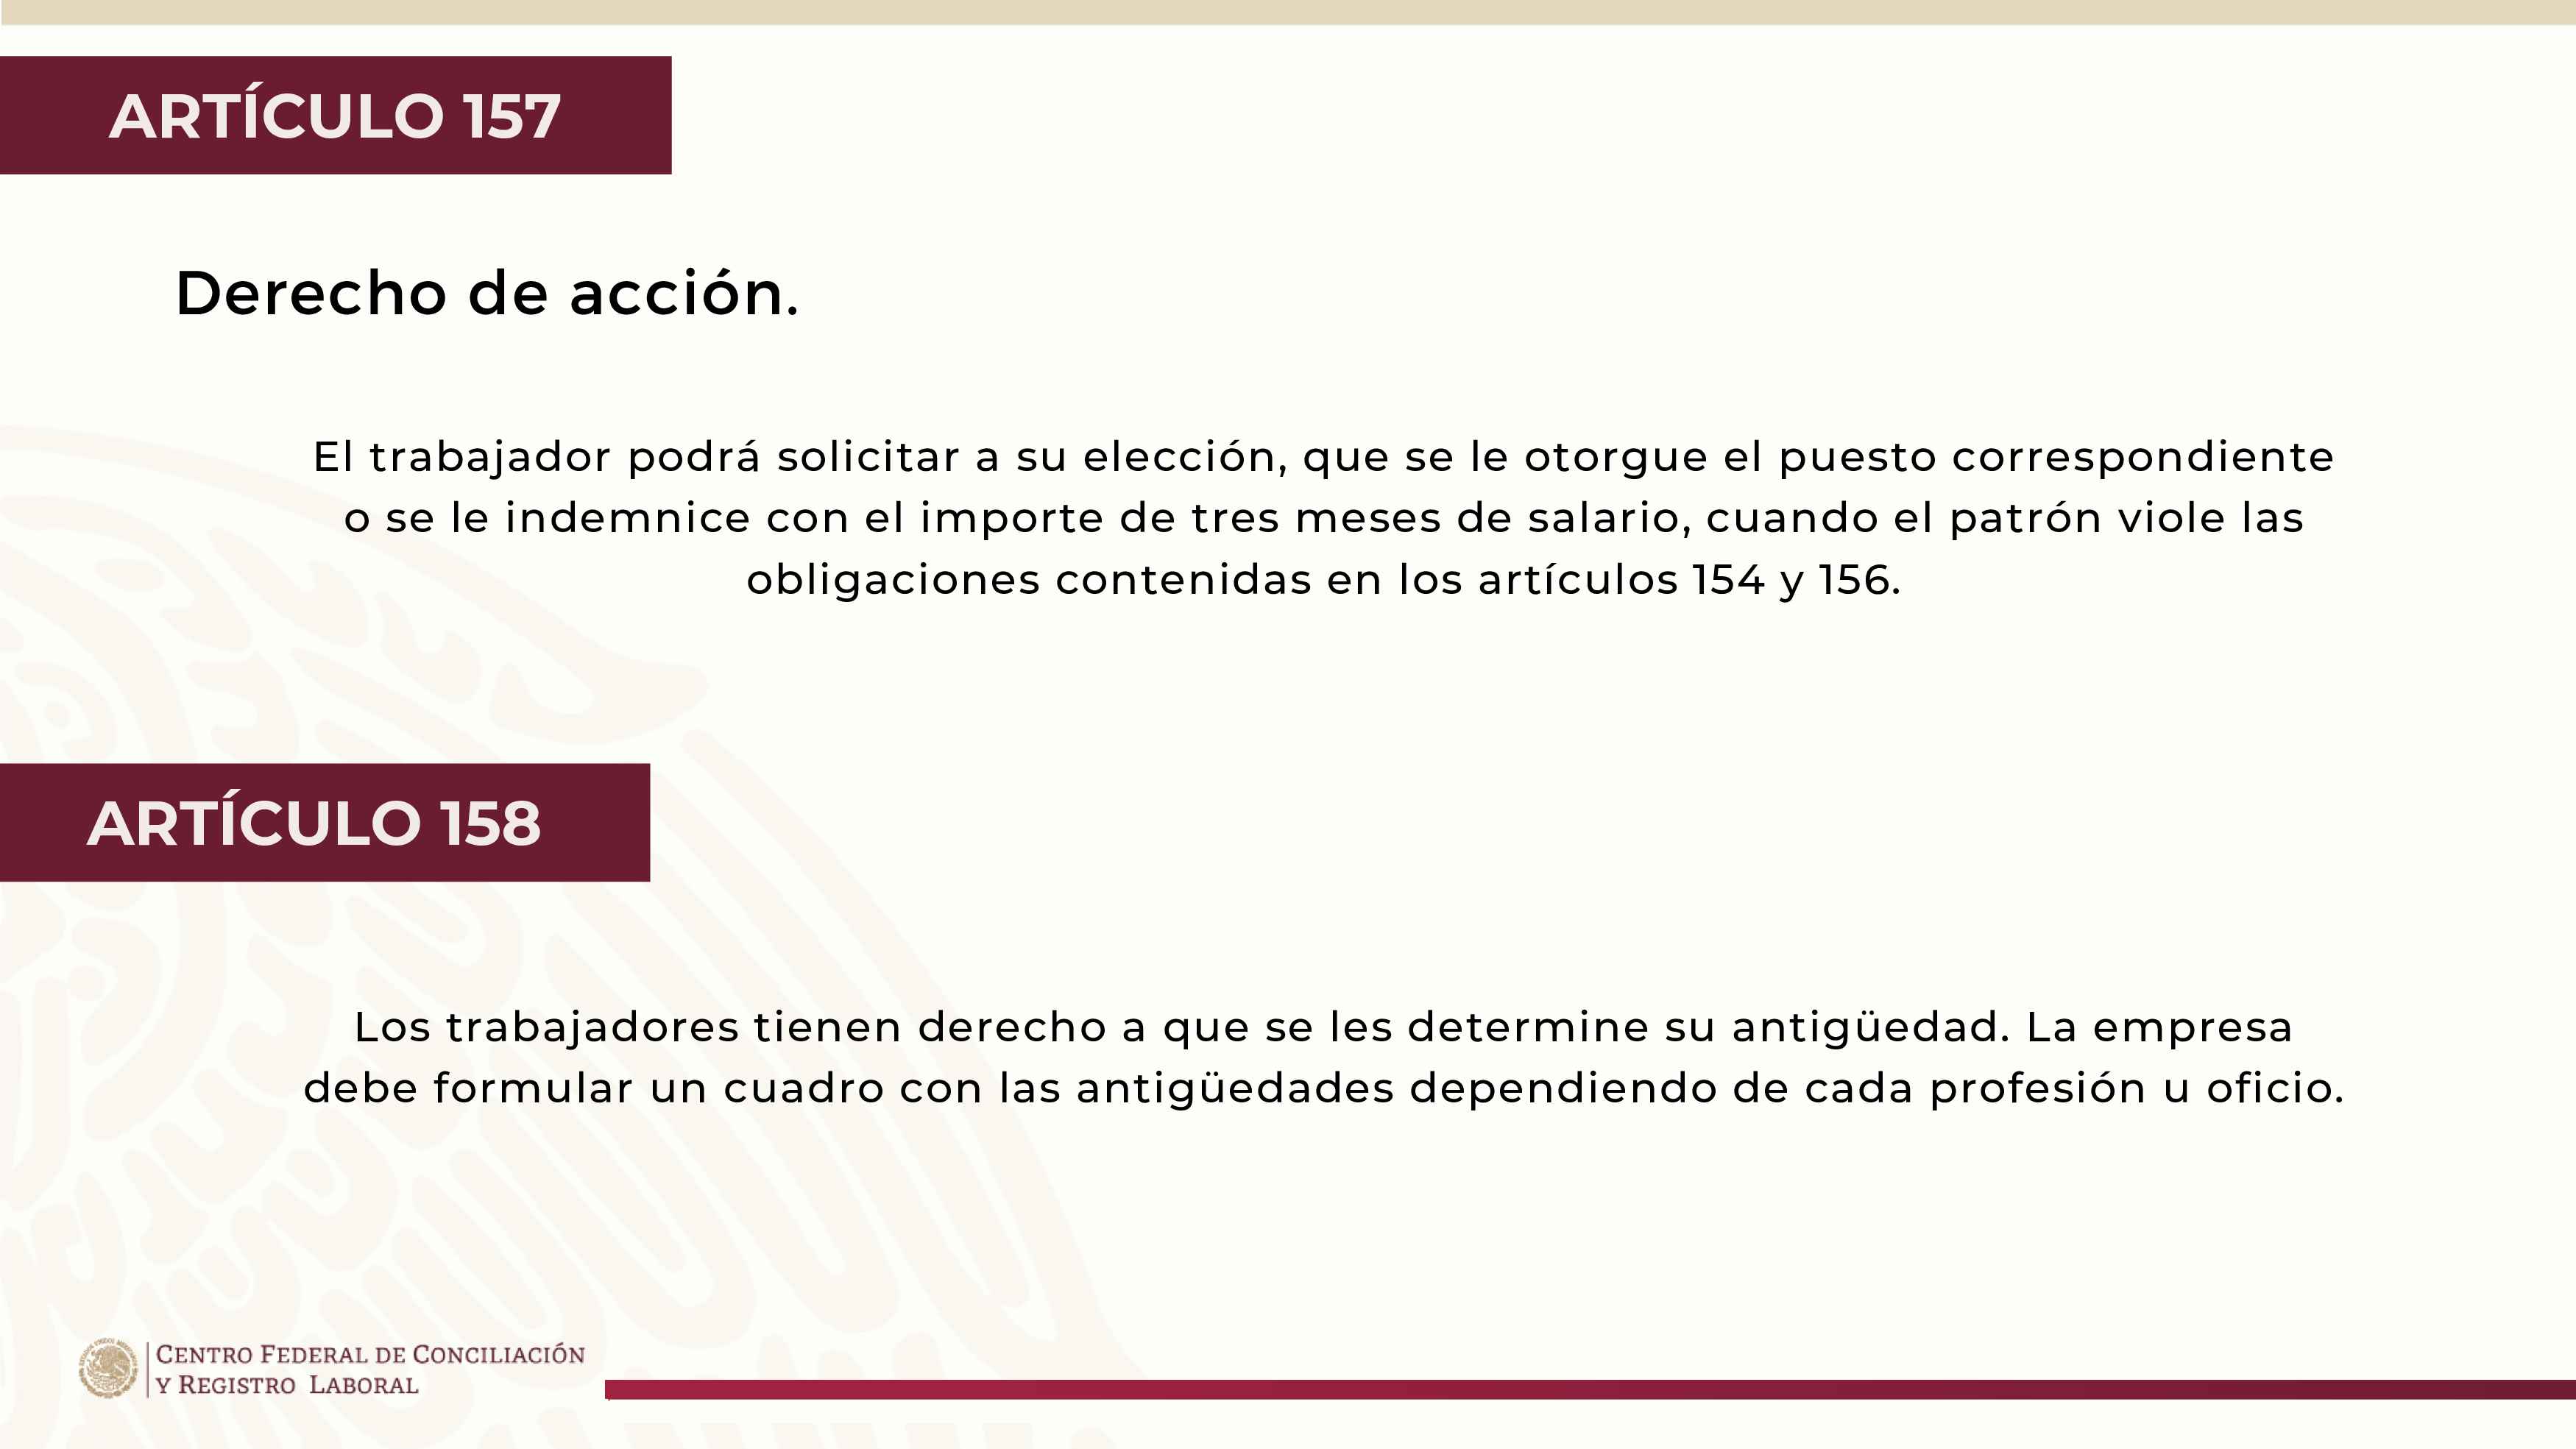 ARTÍCULO 157
Derecho de acción.
El trabajador podrá solicitar a su elección, que se le otorgue el puesto correspondiente
o se le indemnice con el importe de tres meses de salario, cuando el patrón viole las
obligaciones contenidas en los artículos 154 y 156.
ARTÍCULO 158
Los trabajadores tienen derecho a que se les determine su antigüedad. La empresa
debe formular un cuadro con las antigüedades dependiendo de cada profesión u oficio.
CENTRO FEDERAL DE CONCILIACIÓN
Y REGISTRO LABORAL